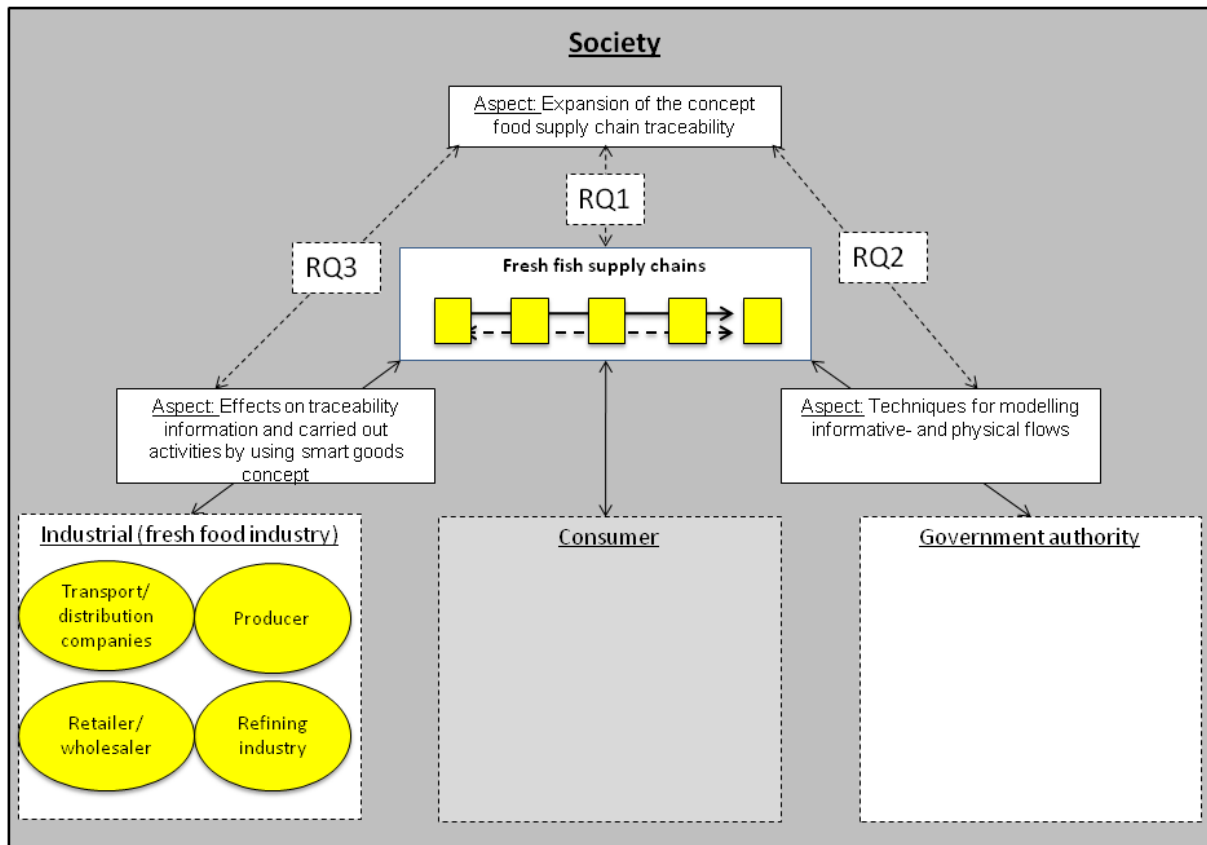 Society
Aspect: Expansion of the concept
food supply chain traceability
RQ1
RQ3
RQ2
Fresh fish supply chains
Aspect: Effects on traceability
information and carried out
activities by using smart goods
concept
Aspect: Techniques for modelling
informative- and physical flows
Industrial (fresh food industry)
Transport/
distribution
companies
Producer
Retailer/
wholesaler
Refining
industry
Consumer
Government authority